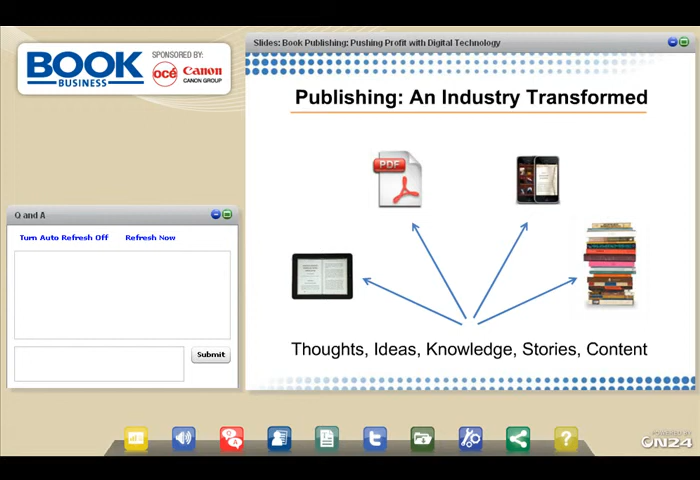 BOOK
BUSINESS
SPONSORED BY:
océ
Canon
CANON GROUP
Slides: Book Publishing: Pushing Profit with Digital Technology
Publishing: An Industry Transformed
PDF
Thoughts, Ideas, Knowledge, Stories, Content
Q and A
Turn Auto Refresh Off
Refresh Now
Submit
Q
A
?
POWERED BY
ON24